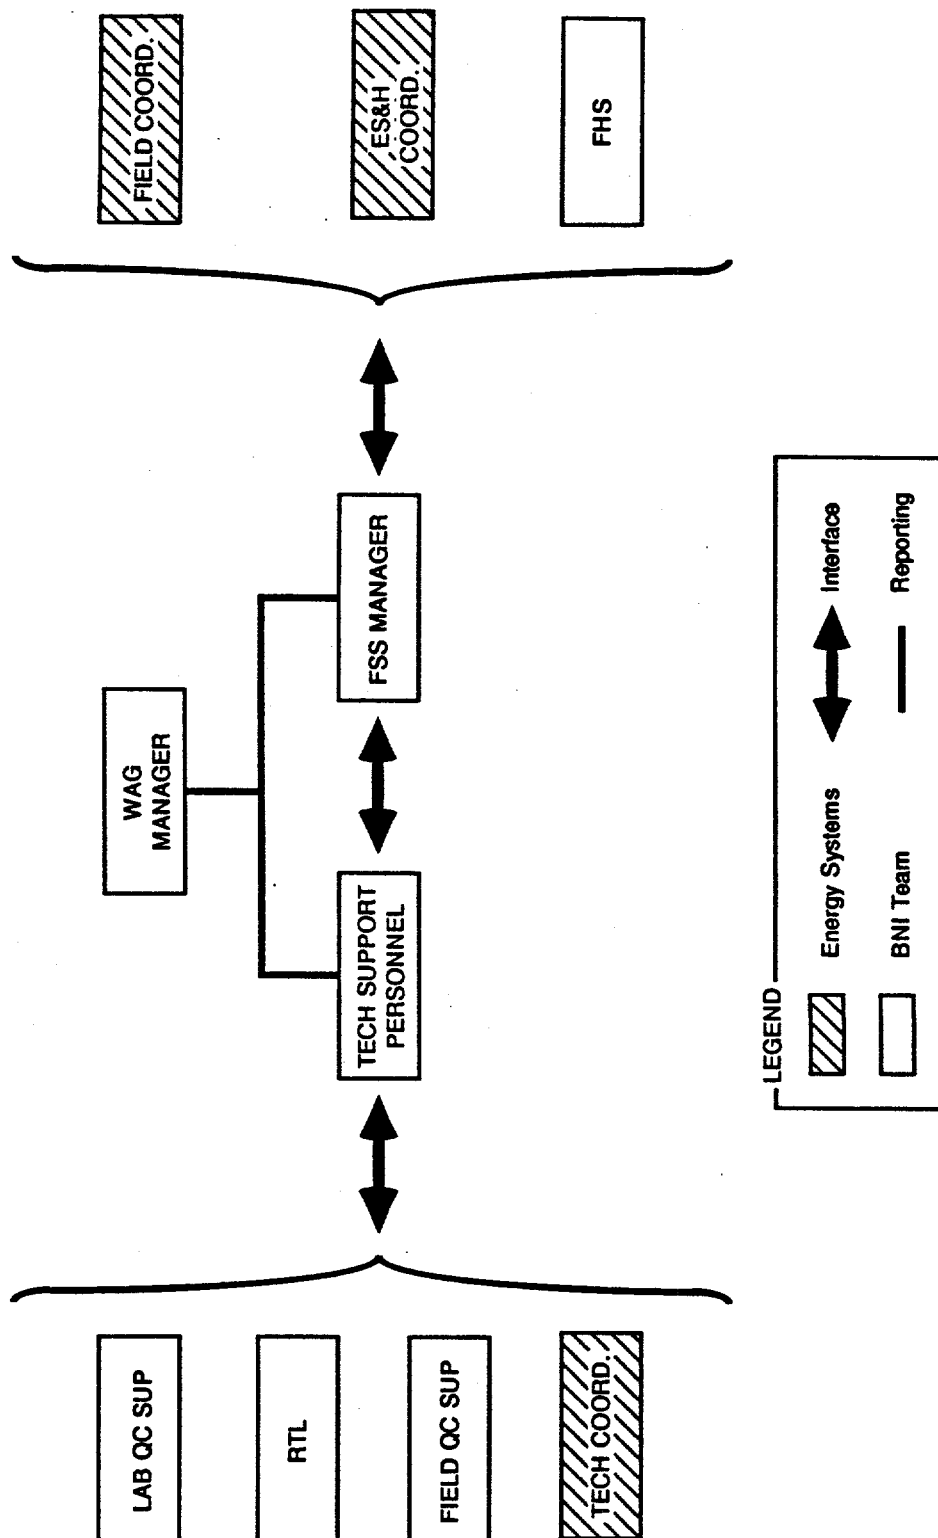 WAG
MANAGER
LAB QC SUP
RTL
FIELD QC SUP
TECH COORD.
TECH SUPPORT
PERSONNEL
FSS MANAGER
FIELD COORD.
ES&H
COORD.
FHS
LEGEND
Energy Systems
Interface
BNI Team
Reporting